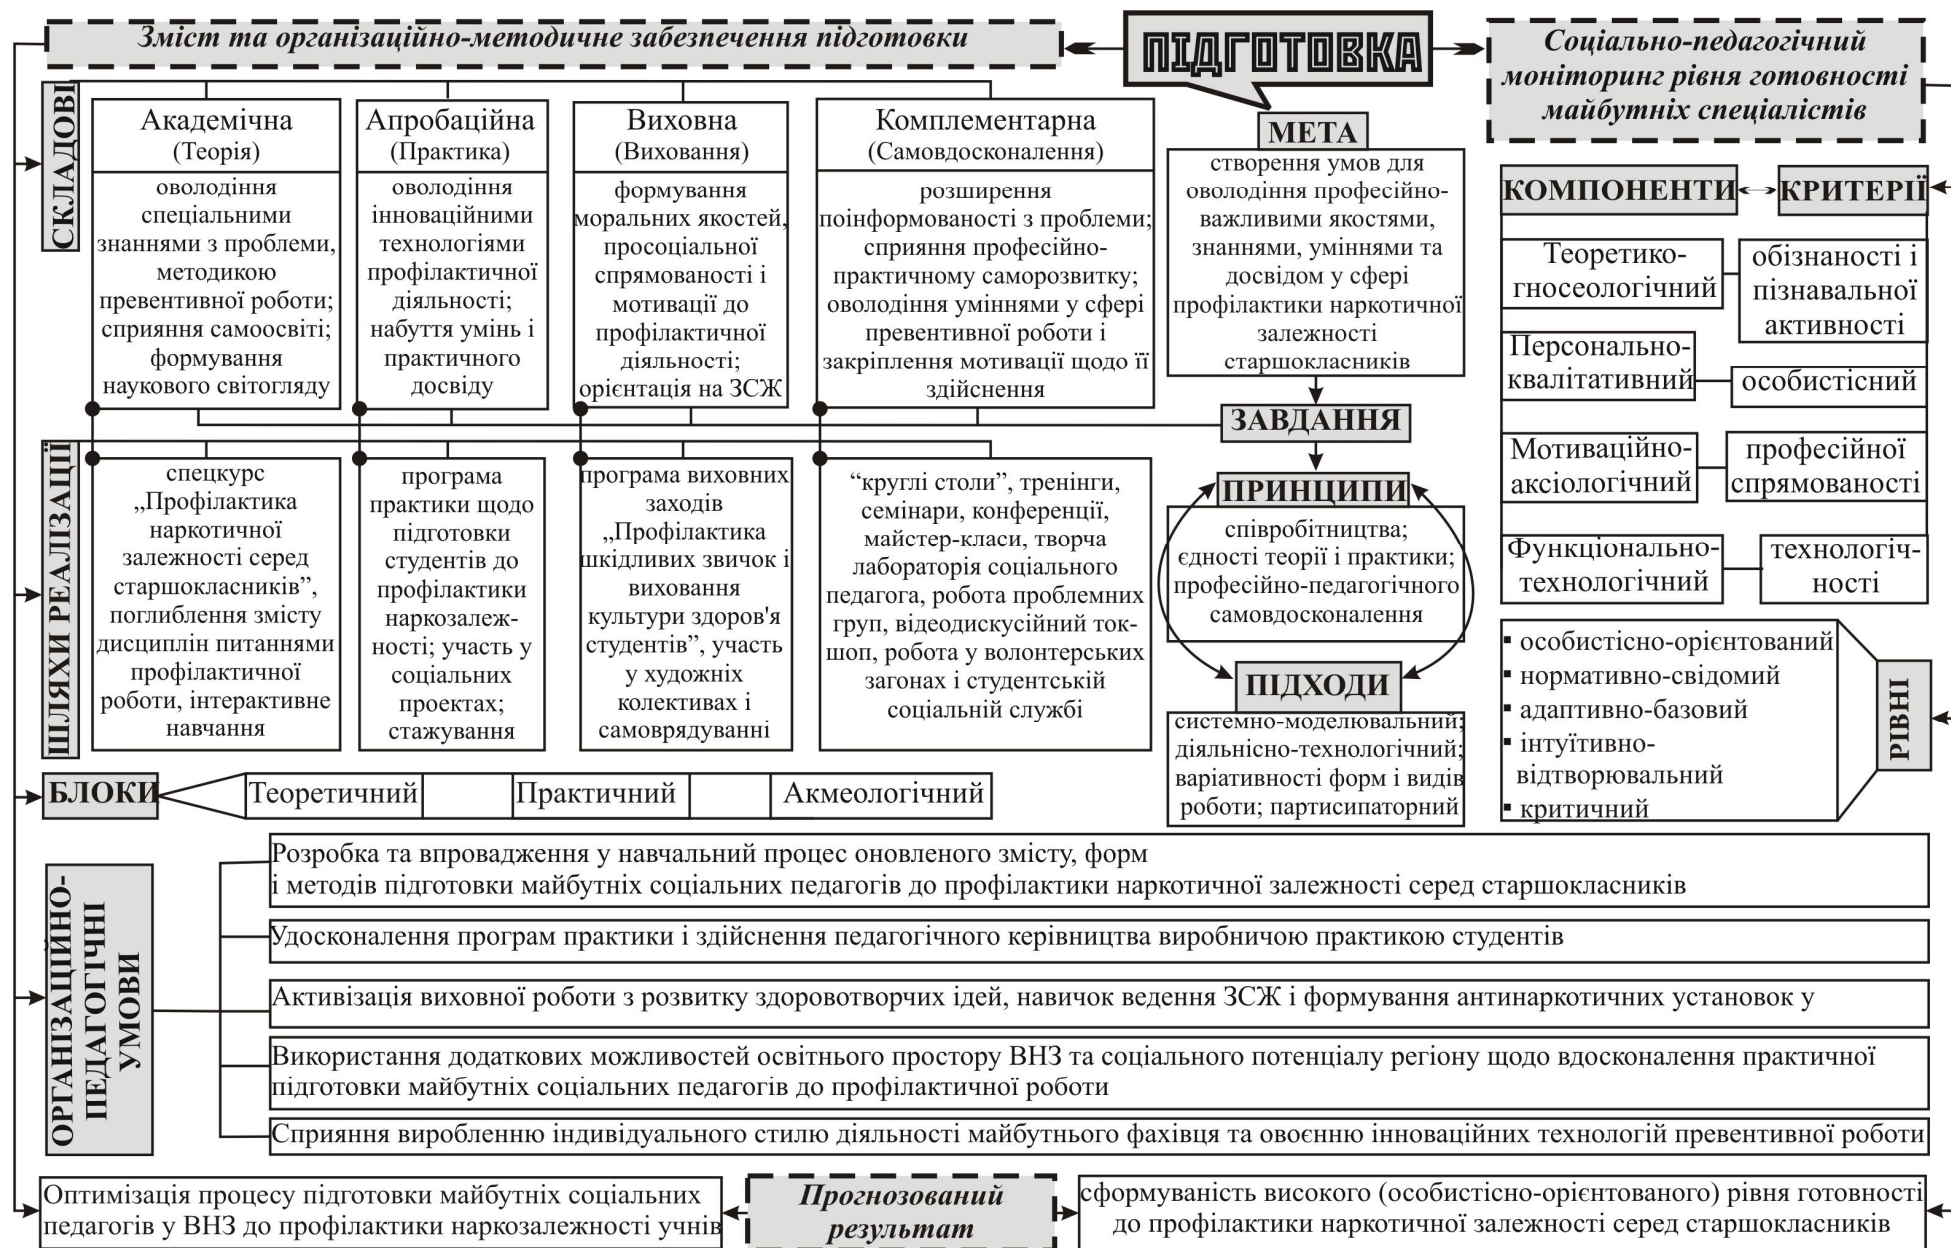 Зміст та організаційно-методичне забезпечення підготовки
ПІДГОТОВКА
Соціально-педагогічний
моніторинг рівня готовності
майбутніх спеціалістів
СКЛАДОВІ
Академічна
(Теорія)
оволодіння
спеціальними
знаннями з проблеми,
методикою
превентивної роботи;
сприяння самоосвіті;
формування
наукового світогляду
Апробаційна
(Практика)
оволодіння
інноваційними
технологіями
профілактичної
діяльності;
набуття умінь і
практичного
досвіду
Виховна
(Виховання)
формування
моральних якостей,
просоціальної
спрямованості і
мотивації до
профілактичної
діяльності;
орієнтація на ЗСЖ
Комплементарна
(Самовдосконалення)
розширення
поінформованості з проблеми;
сприяння професійно-
практичному саморозвитку;
оволодіння уміннями у сфері
превентивної роботи і
закріплення мотивації щодо її
здійснення
МЕТА
створення умов для
оволодіння професійно-
важливими якостями,
знаннями, уміннями та
досвідом у сфері
профілактики наркотичної
залежності
старшокласників
ЗАВДАННЯ
ПРИНЦИПИ
співробітництва;
єдності теорії і практики;
професійно-педагогічного
самовдосконалення
ПІДХОДИ
системно-моделювальний;
діяльнісно-технологічний;
варіативності форм і видів
роботи; партисипаторний
КОМПОНЕНТИ
КРИТЕРІЇ
Теоретико-
гносеологічний
обізнаності і
пізнавальної
активності
Персонально-
квалітативний
особистісний
Мотиваційно-
аксіологічний
професійної
спрямованості
Функціонально-
технологічний
технологіч-
ності
▪ особистісно-орієнтований
▪ нормативно-свідомий
▪ адаптивно-базовий
▪ інтуїтивно-
відтворювальний
▪ критичний
РІВНІ
ШЛЯХИ РЕАЛІЗАЦІЇ
спецкурс
„Профілактика
наркотичної
залежності серед
старшокласників”,
поглиблення змісту
дисциплін питаннями
профілактичної
роботи, інтерактивне
навчання
програма
практики щодо
підготовки
студентів до
профілактики
наркозалеж-
ності; участь у
соціальних
проектах;
стажування
програма виховних
заходів
„Профілактика
шкідливих звичок і
виховання
культури здоров'я
студентів”, участь
у художніх
колективах і
самоврядуванні
“круглі столи”, тренінги,
семінари, конференції,
майстер-класи, творча
лабораторія соціального
педагога, робота проблемних
груп, відеодискусійний ток-
шоп, робота у волонтерських
загонах і студентській
соціальній службі
БЛОКИ
Теоретичний
Практичний
Акмеологічний
ОРГАНІЗАЦІЙНО-
ПЕДАГОГІЧНІ
УМОВИ
Розробка та впровадження у навчальний процес оновленого змісту, форм
і методів підготовки майбутніх соціальних педагогів до профілактики наркотичної залежності серед старшокласників
Удосконалення програм практики і здійснення педагогічного керівництва виробничою практикою студентів
Активізація виховної роботи з розвитку здоровотворчих ідей, навичок ведення ЗСЖ і формування антинаркотичних установок у
Використання додаткових можливостей освітнього простору ВНЗ та соціального потенціалу регіону щодо вдосконалення практичної
підготовки майбутніх соціальних педагогів до профілактичної роботи
Сприяння виробленню індивідуального стилю діяльності майбутнього фахівця та овоєнню інноваційних технологій превентивної роботи
Оптимізація процесу підготовки майбутніх соціальних
педагогів у ВНЗ до профілактики наркозалежності учнів
Прогнозований
результат
сформуваність високого (особистісно-орієнтованого) рівня готовності
до профілактики наркотичної залежності серед старшокласників